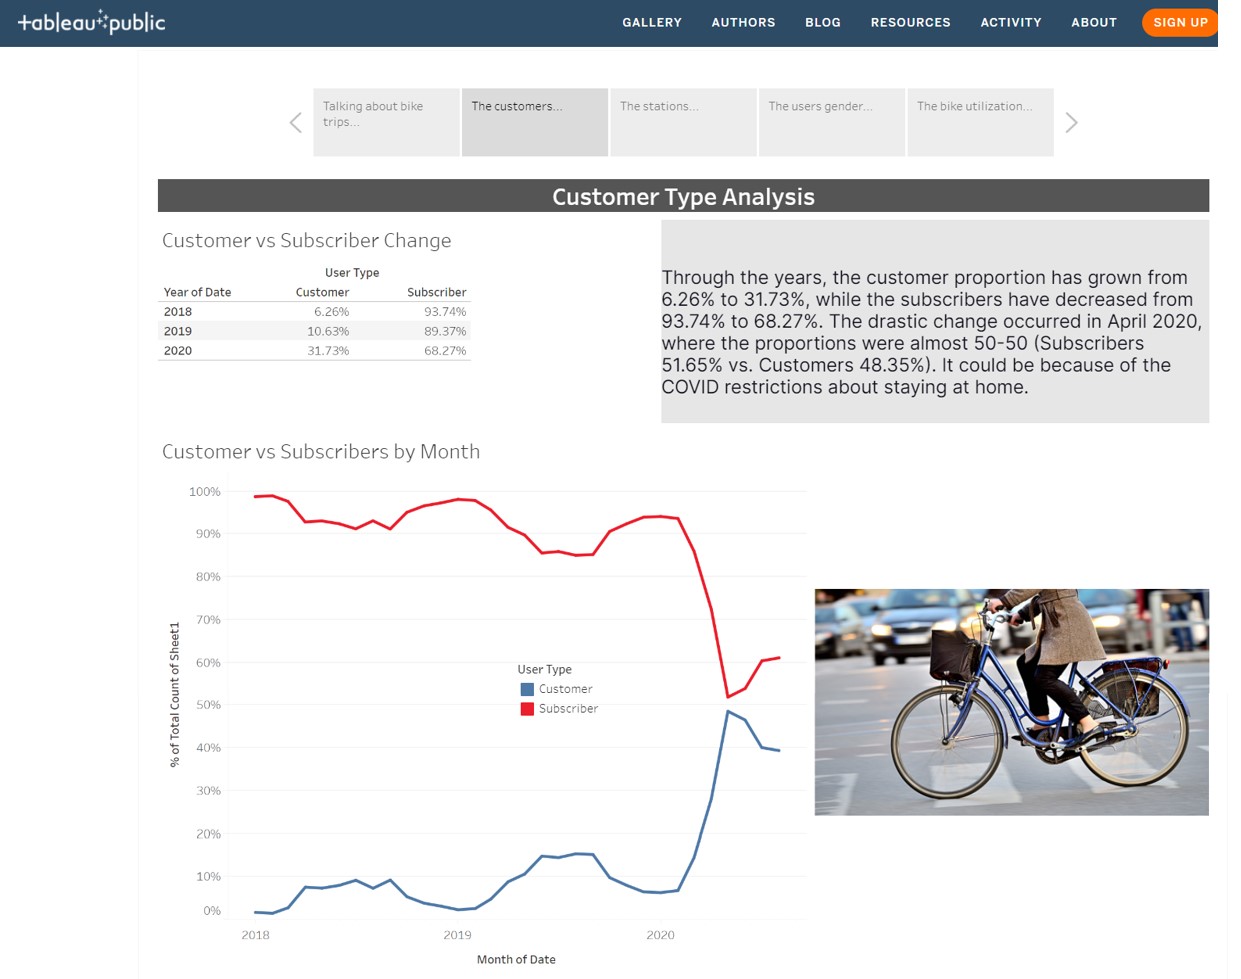 tableau public
GALLERY AUTHORS BLOG RESOURCES ACTIVITY ABOUT SIGN UP
Talking about bike
trips...
The customers...
The stations...
The users gender...
The bike utilization...
Customer Type Analysis
Customer vs Subscriber Change
User Type
Year of Date Customer Subscriber
2018 6.26% 93.74%
2019 10.63% 89.37%
2020 31.73% 68.27%
Through the years, the customer proportion has grown from
6.26% to 31.73%, while the subscribers have decreased from
93.74% to 68.27%. The drastic change occurred in April 2020,
where the proportions were almost 50-50 (Subscribers
51.65% vs. Customers 48.35%). It could be because of the
COVID restrictions about staying at home.
Customer vs Subscribers by Month
100%
90%
80%
70%
60%
50%
40%
30%
20%
10%
0%
% of Total Count of Sheet1
User Type
Customer
Subscriber
2018 2019 2020
Month of Date